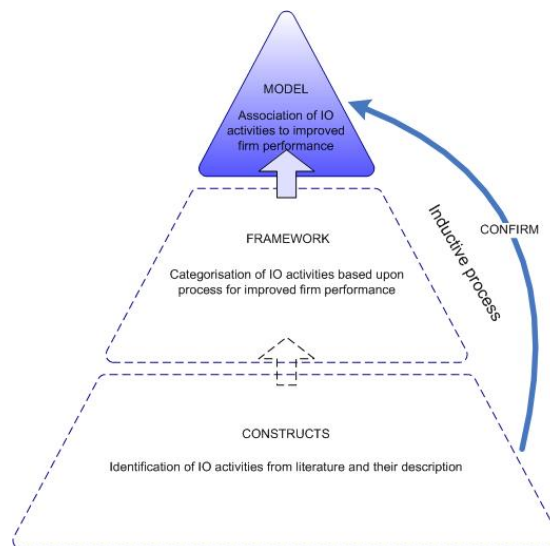 MODEL
Association of IO
activities to improved
firm performance
FRAMEWORK
Categorisation of IO activities based upon
process for improved firm performance
CONSTRUCTS
Identification of IO activities from literature and their description
Inductive process
CONFIRM